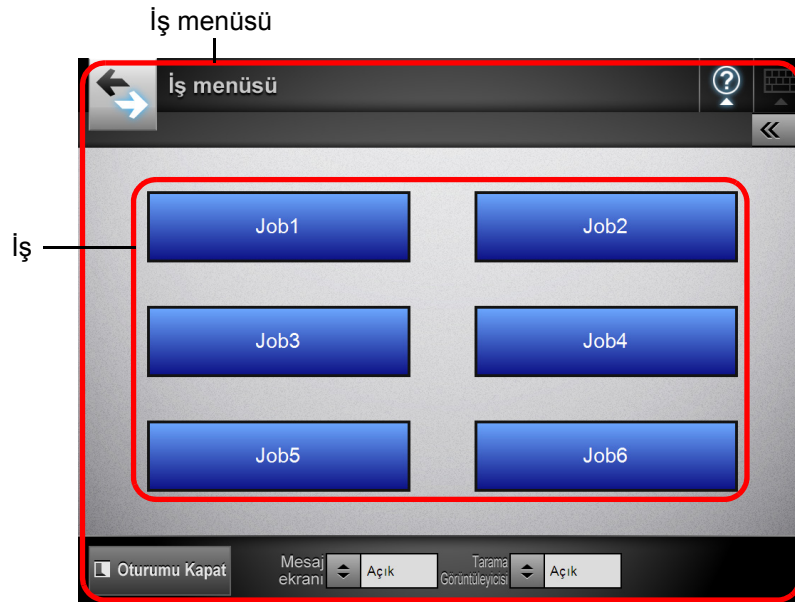 İş menüsü
İş menüsü
İş
Job1
Job2
Job3
Job4
Job5
Job6
Oturumu Kapat
Mesaj
ekranı
Açık
Tarama
Görüntüleyicisi
Açık